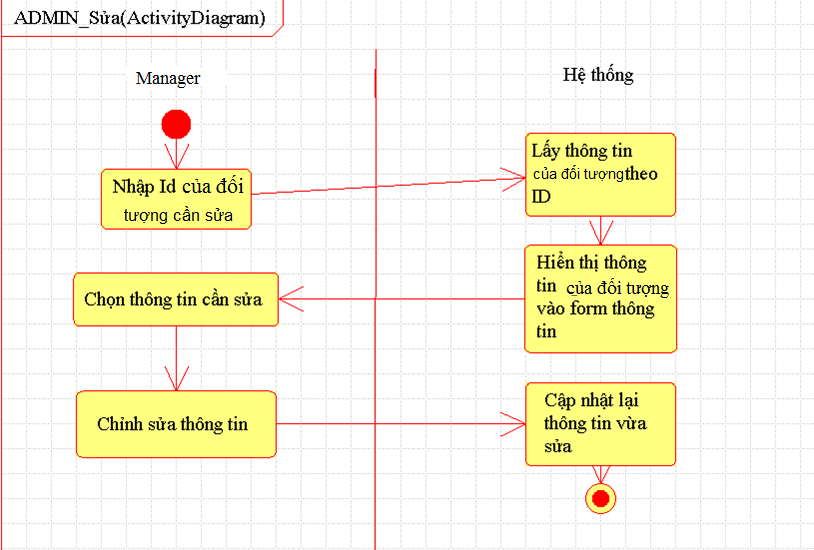 ADMIN_Sửa(ActivityDiagram)
Manager
Hệ thống
Nhập Id của đối
tượng cần sửa
Lấy thông tin
của đối tượngtheo
ID
Hiển thị thông
tin của đối tượng
vào form thông
tin
Chọn thông tin cần sửa
Chỉnh sửa thông tin
Cập nhật lại
thông tin vừa
sửa